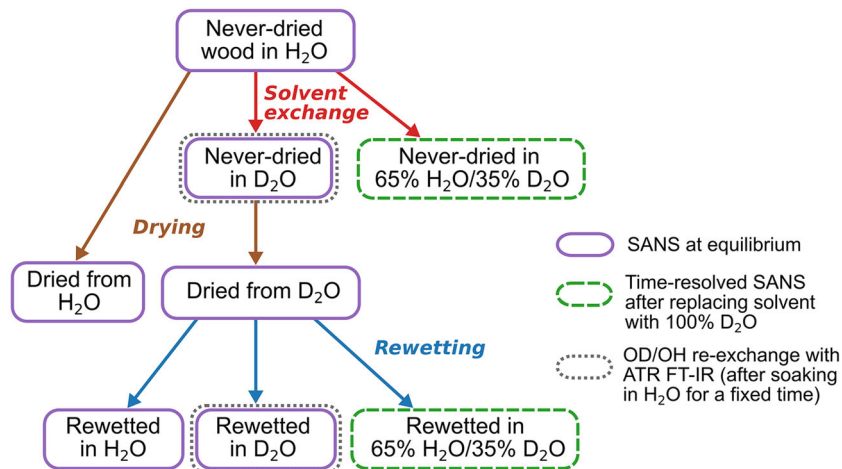 Never-dried
wood in H₂O
Solvent
exchange
Never-dried
in D₂O
Never-dried in
65% H₂O/35% D₂O
Drying
Dried from
H₂O
Dried from D₂O
Rewetting
Rewetted
in H₂O
Rewetted
in D₂O
Rewetted in
65% H₂O/35% D₂O
SANS at equilibrium
Time-resolved SANS
after replacing solvent
with 100% D₂O
OD/OH re-exchange with
ATR FT-IR (after soaking
in H₂O for a fixed time)